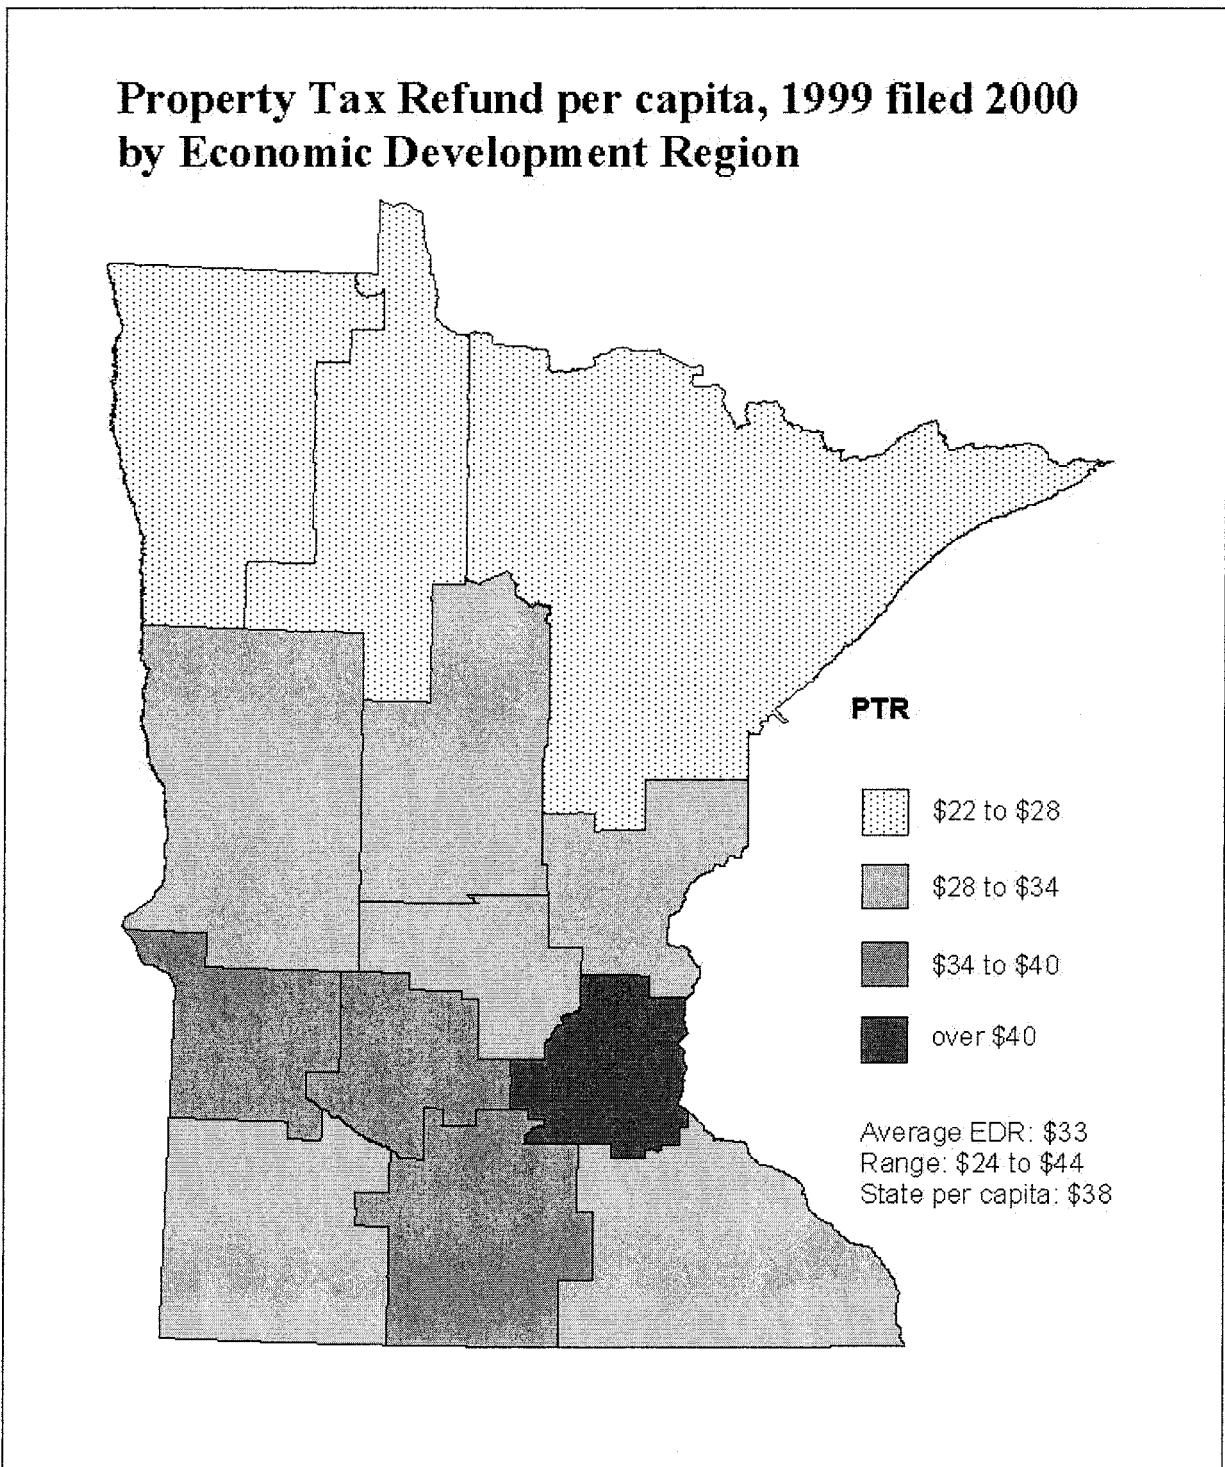 Property Tax Refund per capita, 1999 filed 2000
by Economic Development Region
PTR
$22 to $28
$28 to $34
$34 to $40
over $40
Average EDR: $33
Range: $24 to $44
State per capita: $38